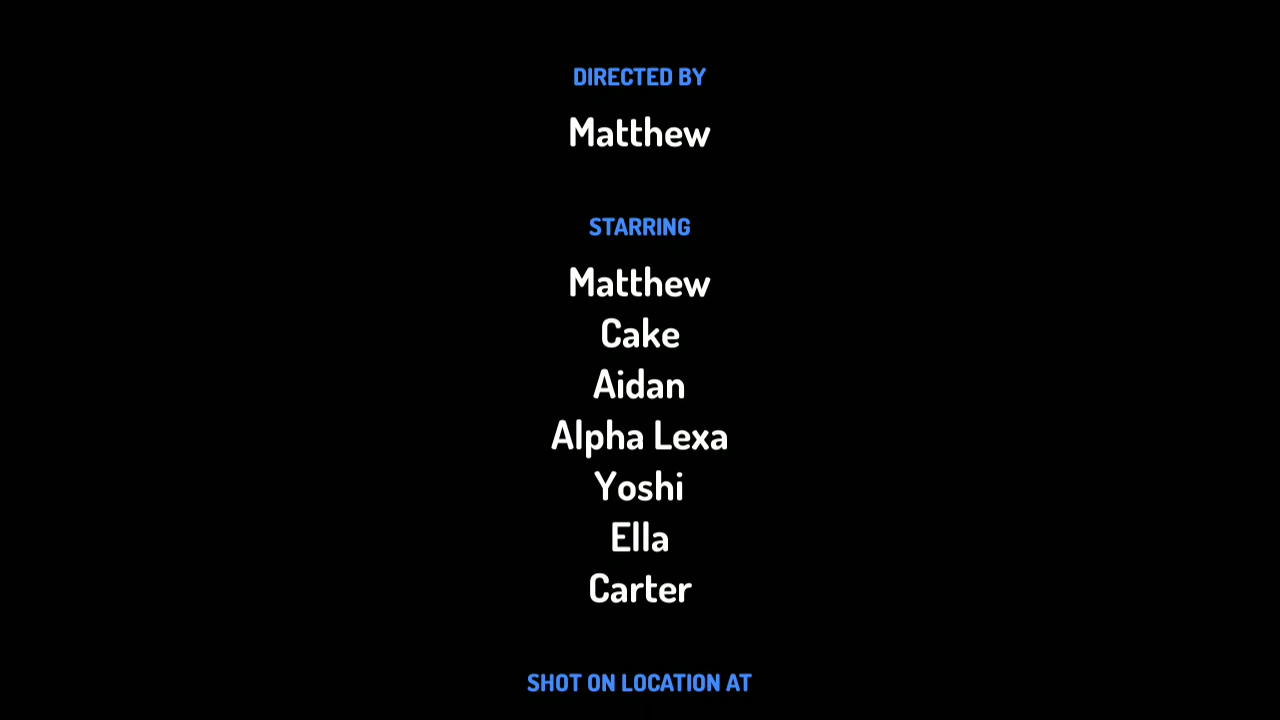 DIRECTED BY
Matthew
STARRING
Matthew
Cake
Aidan
Alpha Lexa
Yoshi
Ella
Carter
SHOT ON LOCATION AT